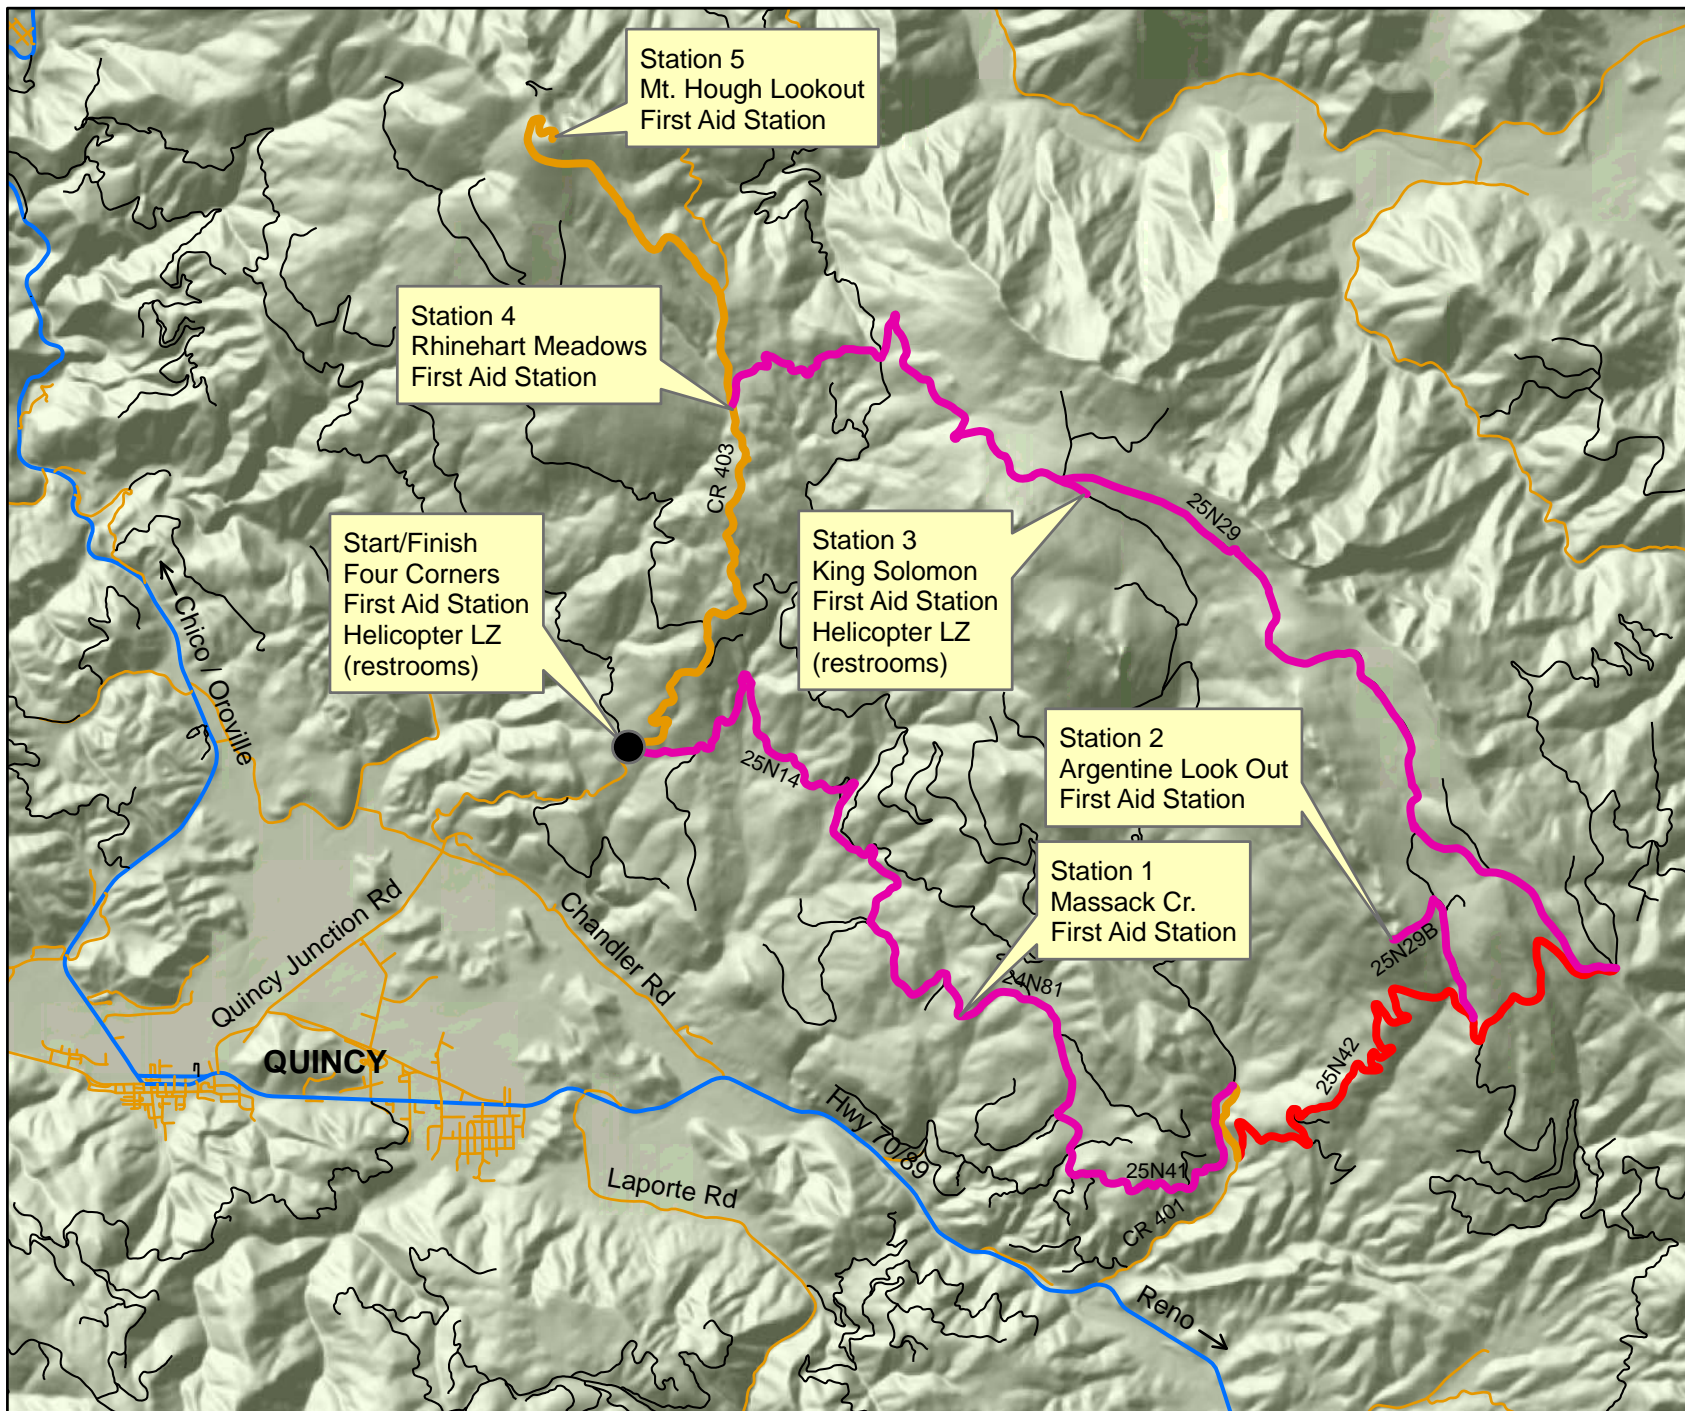 Station 5
Mt. Hough Lookout
First Aid Station
Station 4
Rhinehart Meadows
First Aid Station
CR 403
25N29
Start/Finish
Four Corners
First Aid Station
Helicopter LZ
(restrooms)
Station 3
King Solomon
First Aid Station
Helicopter LZ
(restrooms)
Chico / Oroville
25N14
Station 2
Argentine Look Out
First Aid Station
Station 1
Massack Cr.
First Aid Station
Quincy Junction Rd
Chandler Rd
25N29B
24N81
QUINCY
25N42
Hwy 70/89
Laporte Rd
25N41
CR 401
Reno